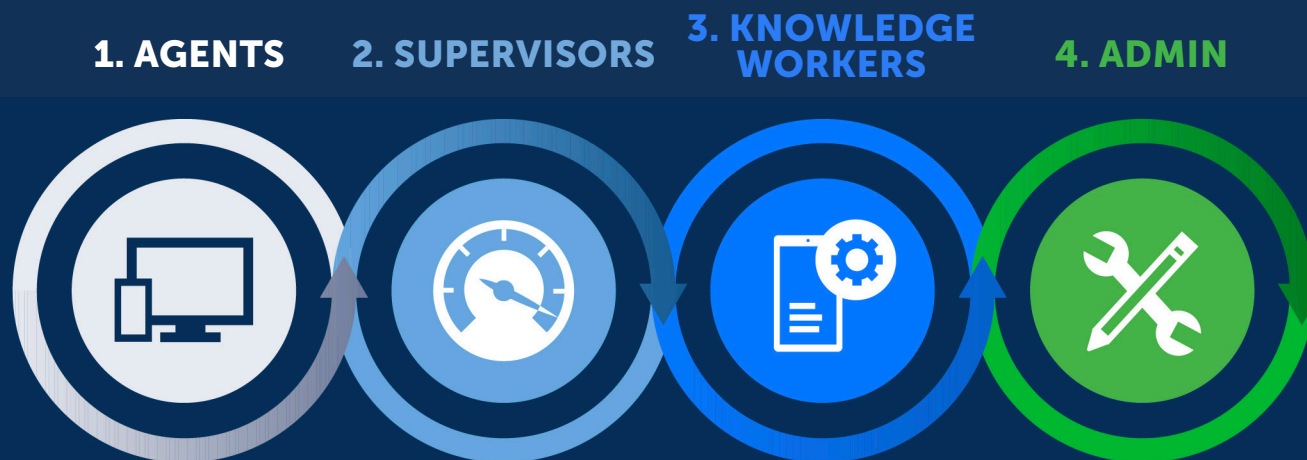 1. AGENTS
2. SUPERVISORS
3. KNOWLEDGE
WORKERS
4. ADMIN